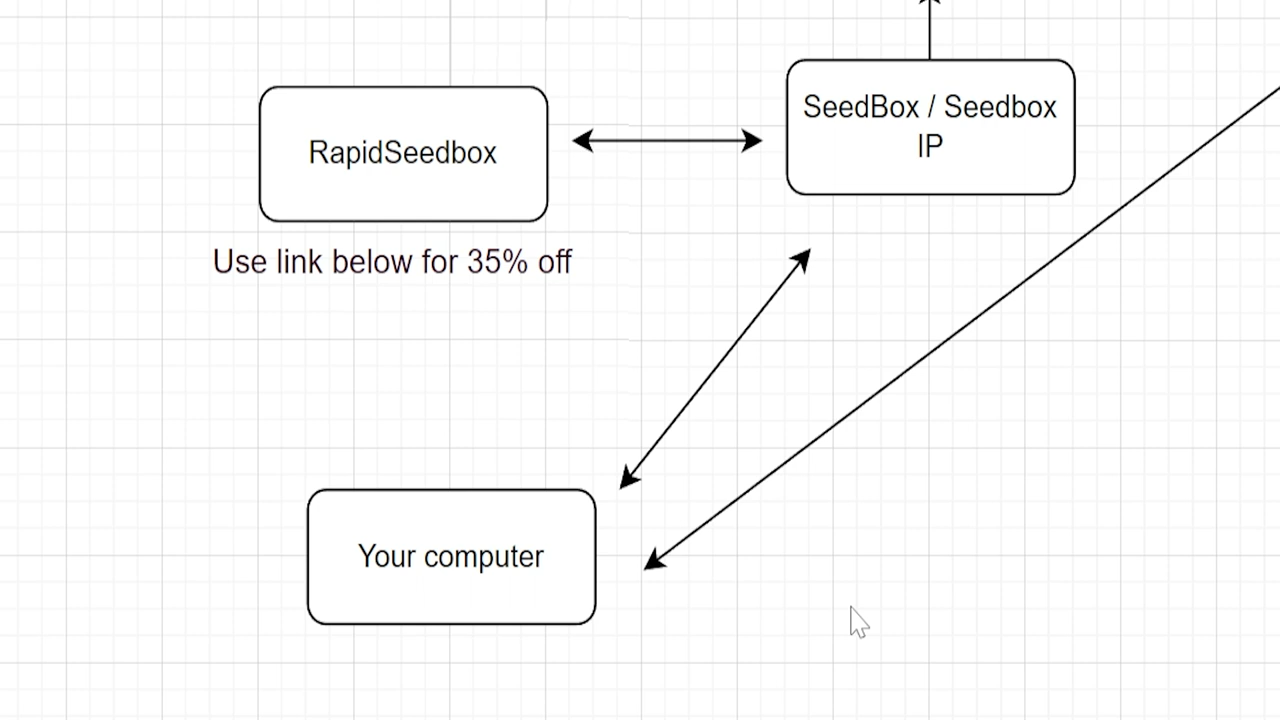 SeedBox / Seedbox
IP
RapidSeedbox
Use link below for 35% off
Your computer